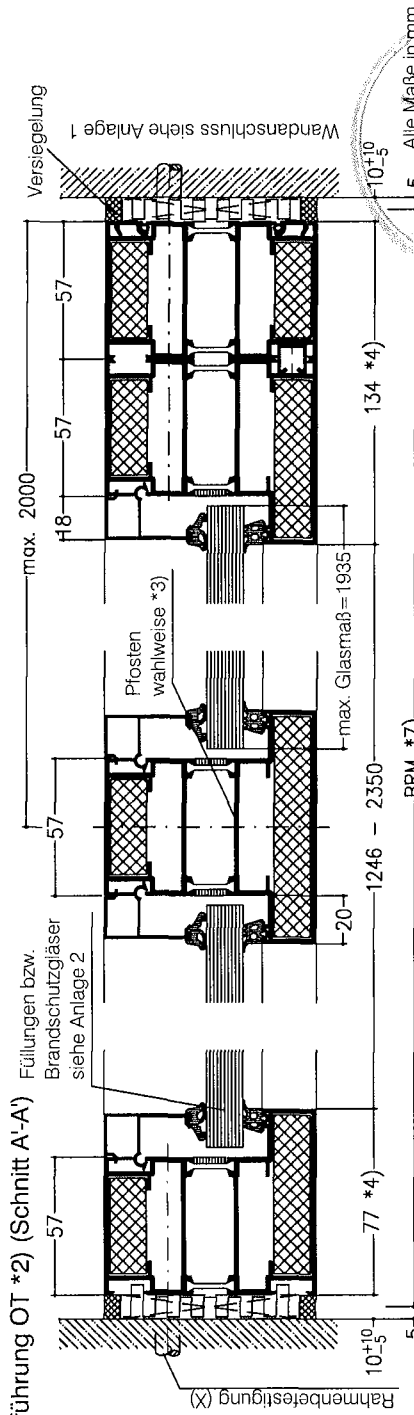 führung OT *2) (Schnitt A'-A')
max. 2000
57
Füllungen bzw.
Brandschutzgläser
siehe Anlage 2
57
18
57
57
Versiegelung
Pfosten
wahlweise *3)
Wandanschluss siehe Anlage 1
Rahmenbefestigung (X)
20
max. Glasmaß=1935
10 +10 -5
77 *4)
1246 - 2350
134 *4)
10 +10 -5
5
BRM *7)
5
Alle Maße in mm